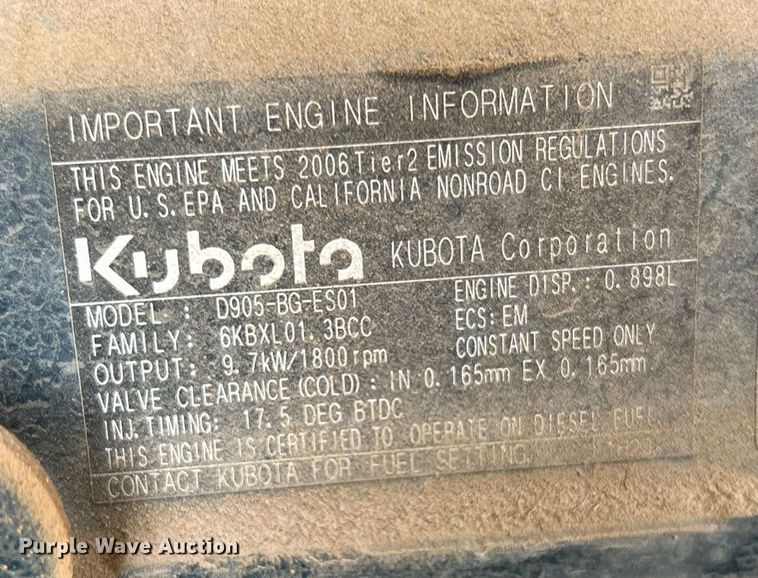 IMPORTANT ENGINE INFORMATION
THIS ENGINE MEETS 2006 Tier2 EMISSION REGULATIONS
FOR U.S. EPA AND CALIFORNIA NONROAD CI ENGINES.
Kubota KUBOTA Corporation
MODEL : D905-BG-ES01 ENGINE DISP.: 0.898L
FAMILY: 6KBXL01.3BCC ECS: EM
OUTPUT: 9.7kW/1800rpm CONSTANT SPEED ONLY
VALVE CLEARANCE (COLD) : IN 0.165mm EX 0.165mm
INJ.TIMING: 17.5 DEG BTDC
THIS ENGINE IS CERTIFIED TO OPERATE ON DIESEL FUEL
CONTACT KUBOTA FOR FUEL SETTING.
Purple Wave Auction